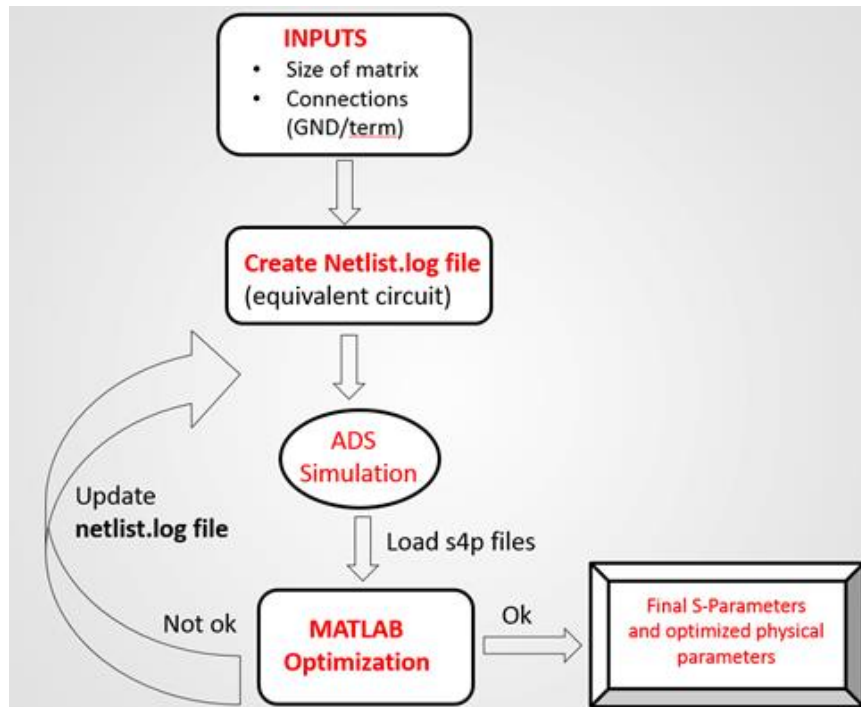 INPUTS
• Size of matrix
• Connections
(GND/term)
Create Netlist.log file
(equivalent circuit)
ADS
Simulation
Update
netlist.log file
Load s4p files
Not ok
MATLAB
Optimization
Ok
Final S-Parameters
and optimized physical
parameters